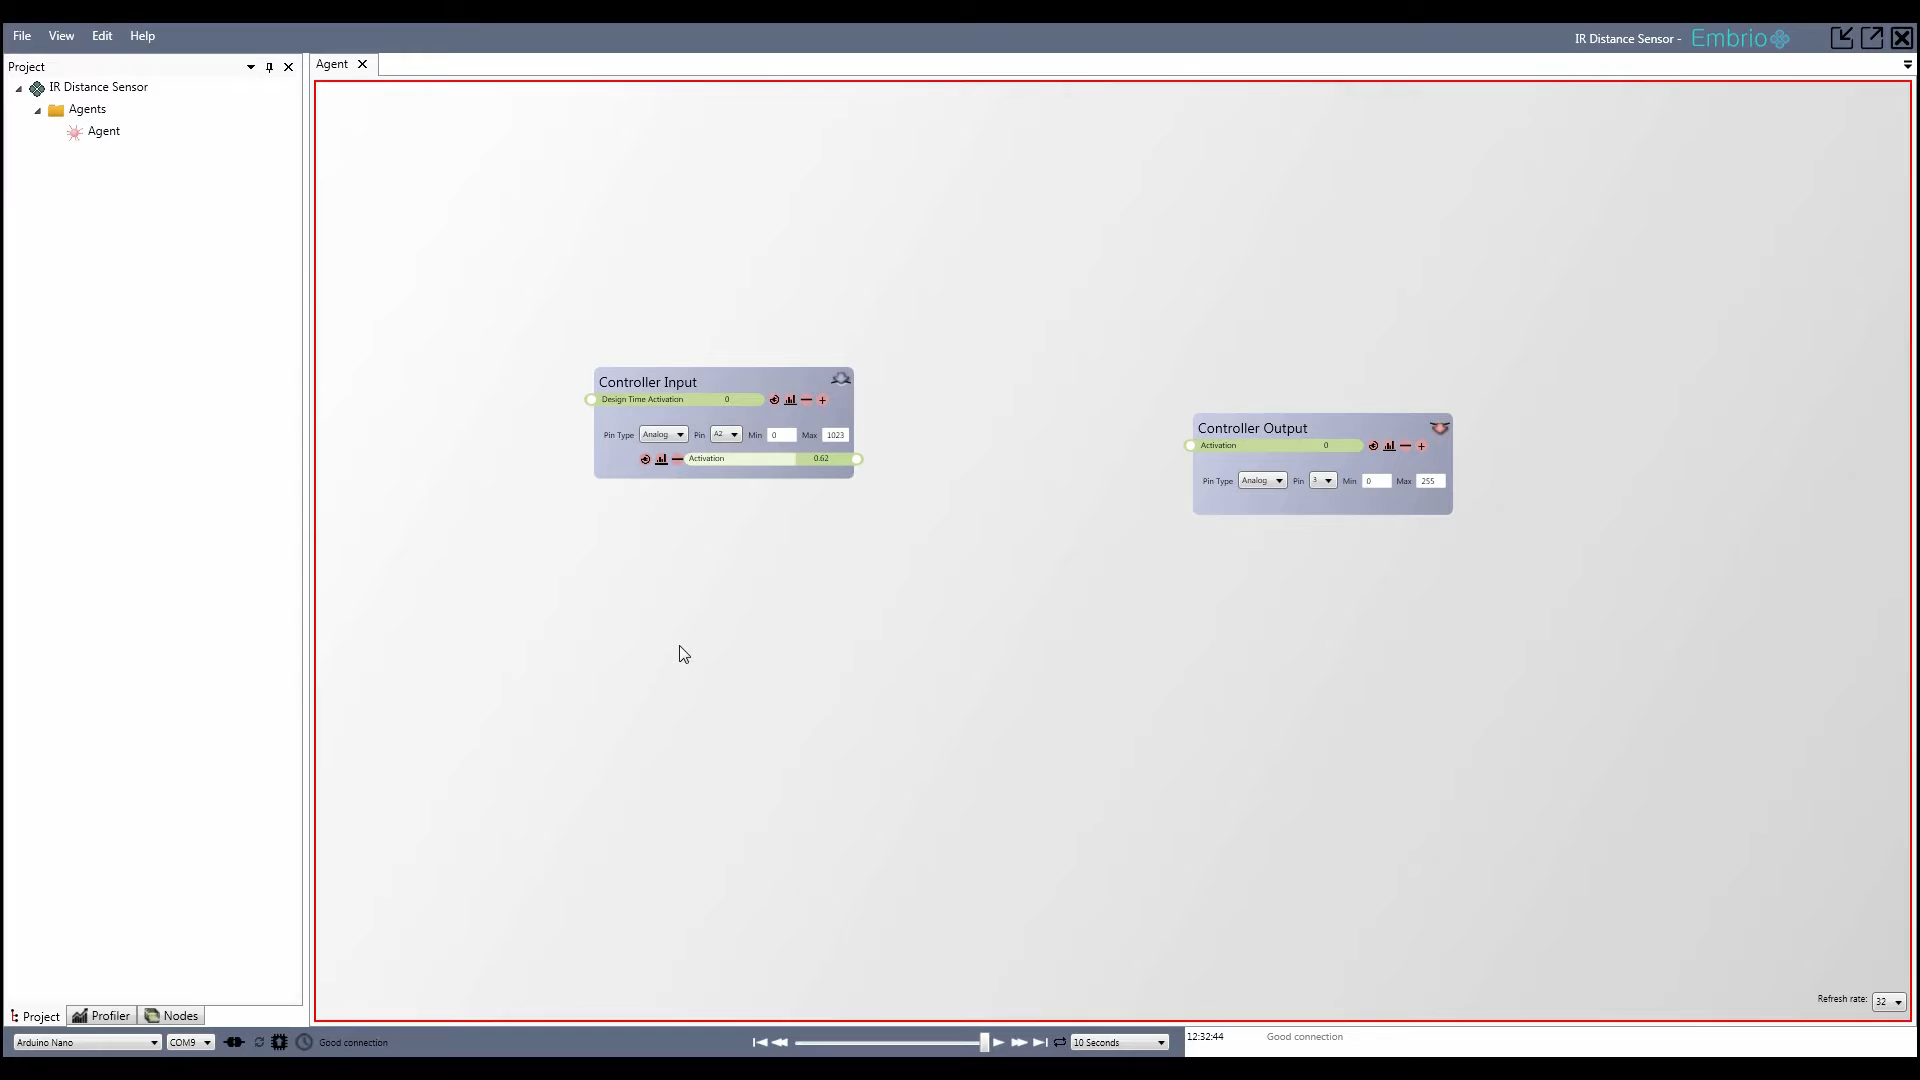 File View Edit Help
IR Distance Sensor - Embrio
Project
Agent
IR Distance Sensor
Agents
Agent
Controller Input
Design Time Activation 0
Pin Type Analog Pin A2 Min 0 Max 1023
Activation 0.62
Controller Output
Activation 0
Pin Type Analog Pin 3 Min 0 Max 255
Refresh rate: 32
Project Profiler Nodes
Arduino Nano COM9 Good connection 10 Seconds 12:32:44 Good connection